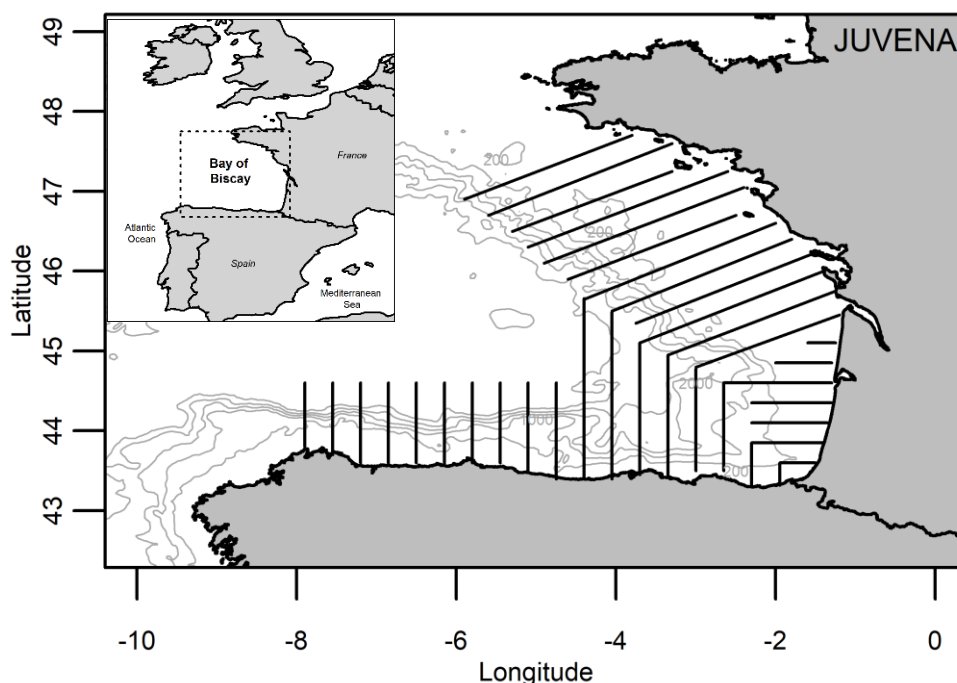 JUVENA
France
Bay of
Biscay
Atlantic
Ocean
Spain
Mediterranean
Sea
200
200
2000
1000
200
Latitude
49
48
47
46
45
44
43
-10
-8
-6
-4
-2
0
Longitude